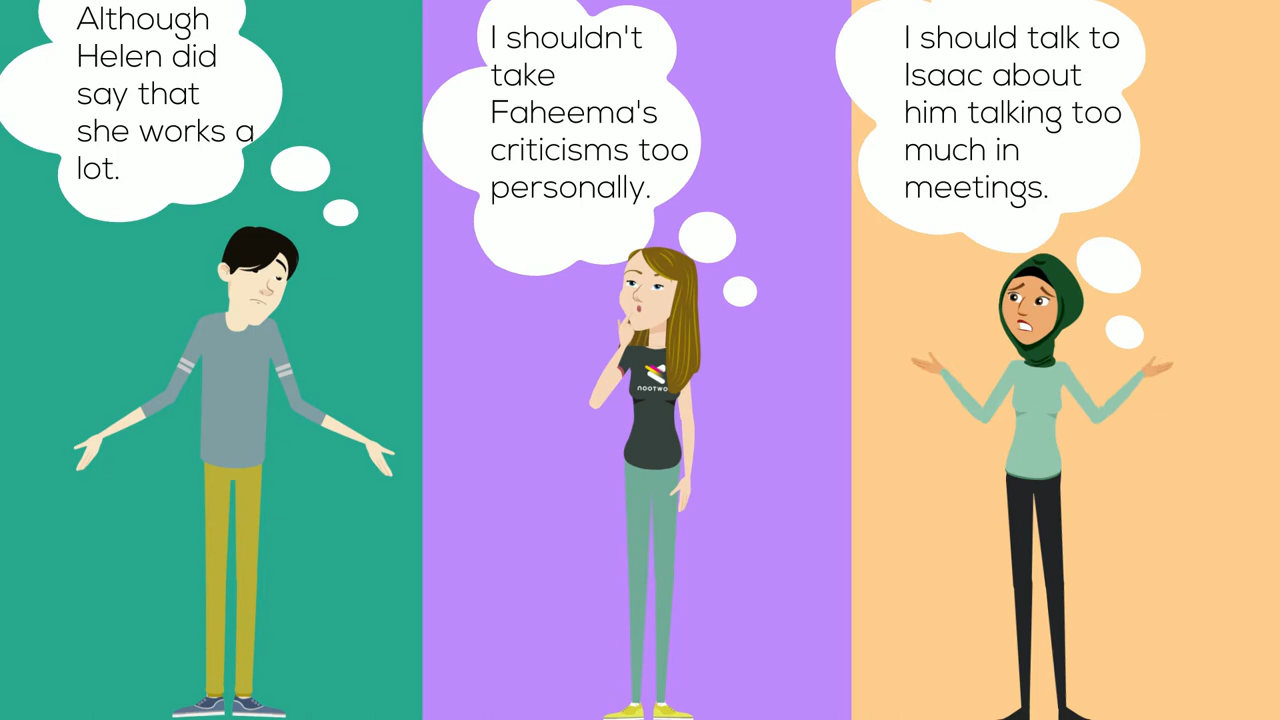 Although
Helen did
say that
she works a
lot.
I shouldn't
take
Faheema's
criticisms too
personally.
I should talk to
Isaac about
him talking too
much in
meetings.
nootwo